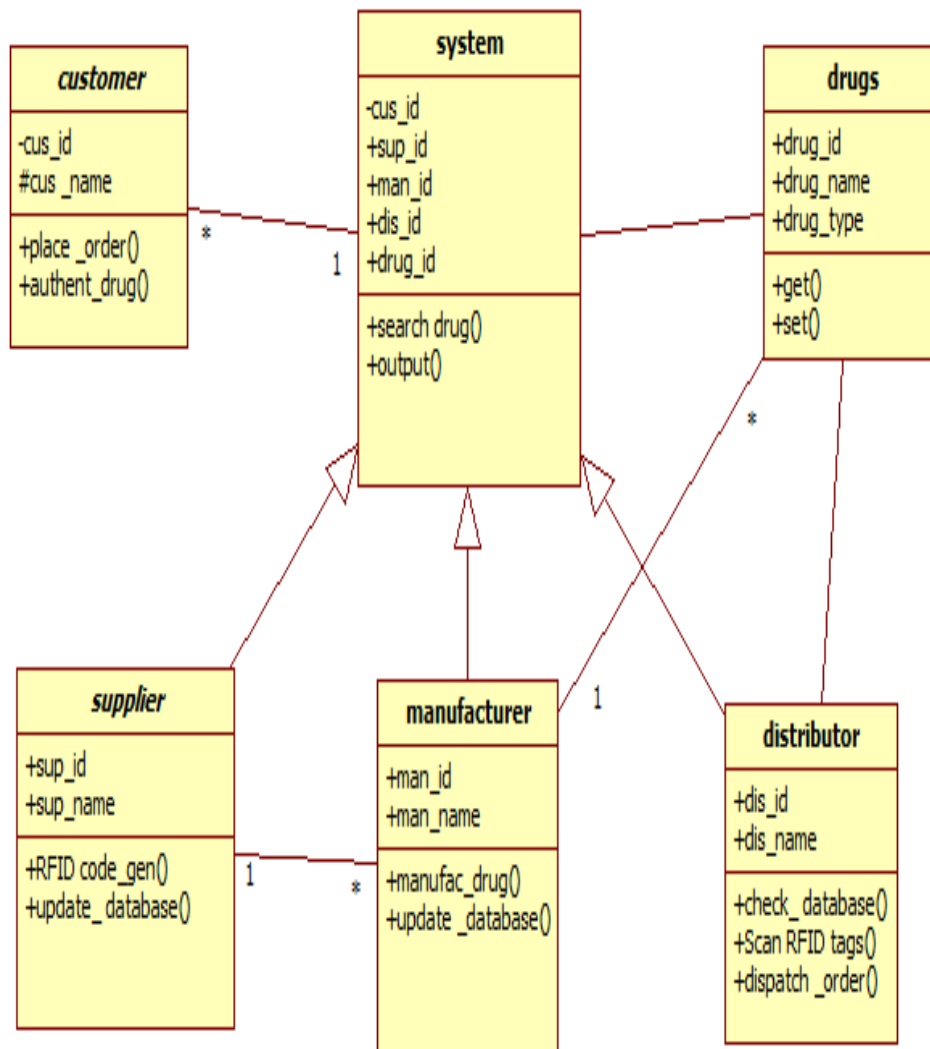 customer
-cus_id
#cus _name
+place _order()
+authent_drug()
*
1
system
-cus_id
+sup_id
+man_id
+dis_id
+drug_id
+search drug()
+output()
drugs
+drug_id
+drug_name
+drug_type
+get()
+set()
*
1
supplier
+sup_id
+sup_name
+RFID code_gen()
+update_database()
1
*
manufacturer
+man_id
+man_name
+manufac_drug()
+update _database()
distributor
+dis_id
+dis_name
+check_ database()
+Scan RFID tags()
+dispatch _order()